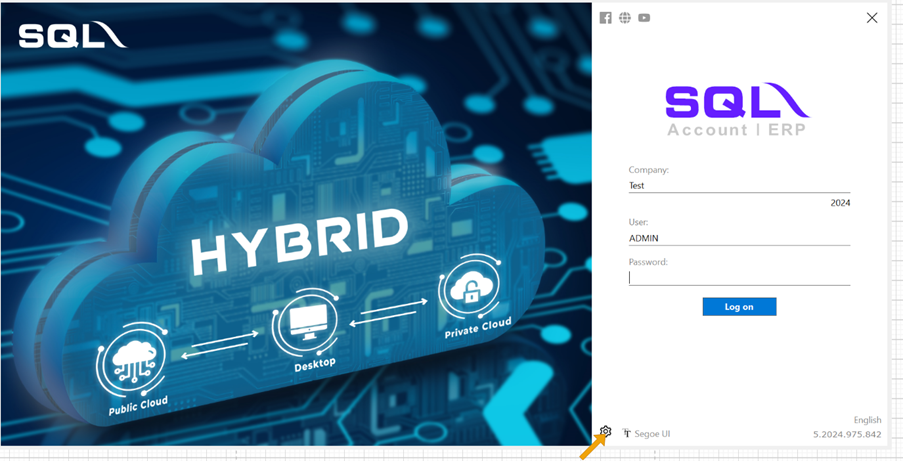 SQL
HYBRID
Public Cloud
Desktop
Private Cloud
SQL
Account | ERP
Company:
Test
2024
User:
ADMIN
Password:
Log on
English
Segoe UI
5.2024.975.842